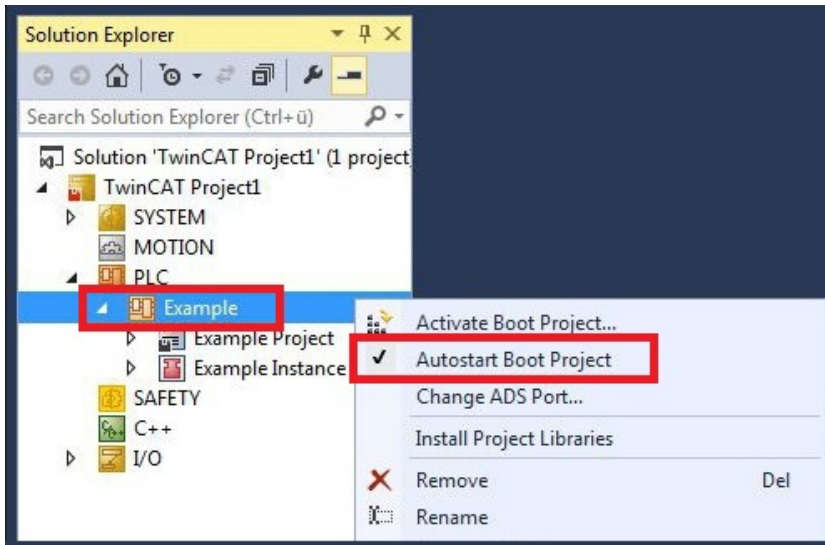 Solution Explorer
Search Solution Explorer (Ctrl+ü)
Solution 'TwinCAT Project1' (1 project
TwinCAT Project1
SYSTEM
MOTION
PLC
Example
Example Project
Example Instance
SAFETY
C++
I/O
Activate Boot Project...
Autostart Boot Project
Change ADS Port...
Install Project Libraries
Remove Del
Rename